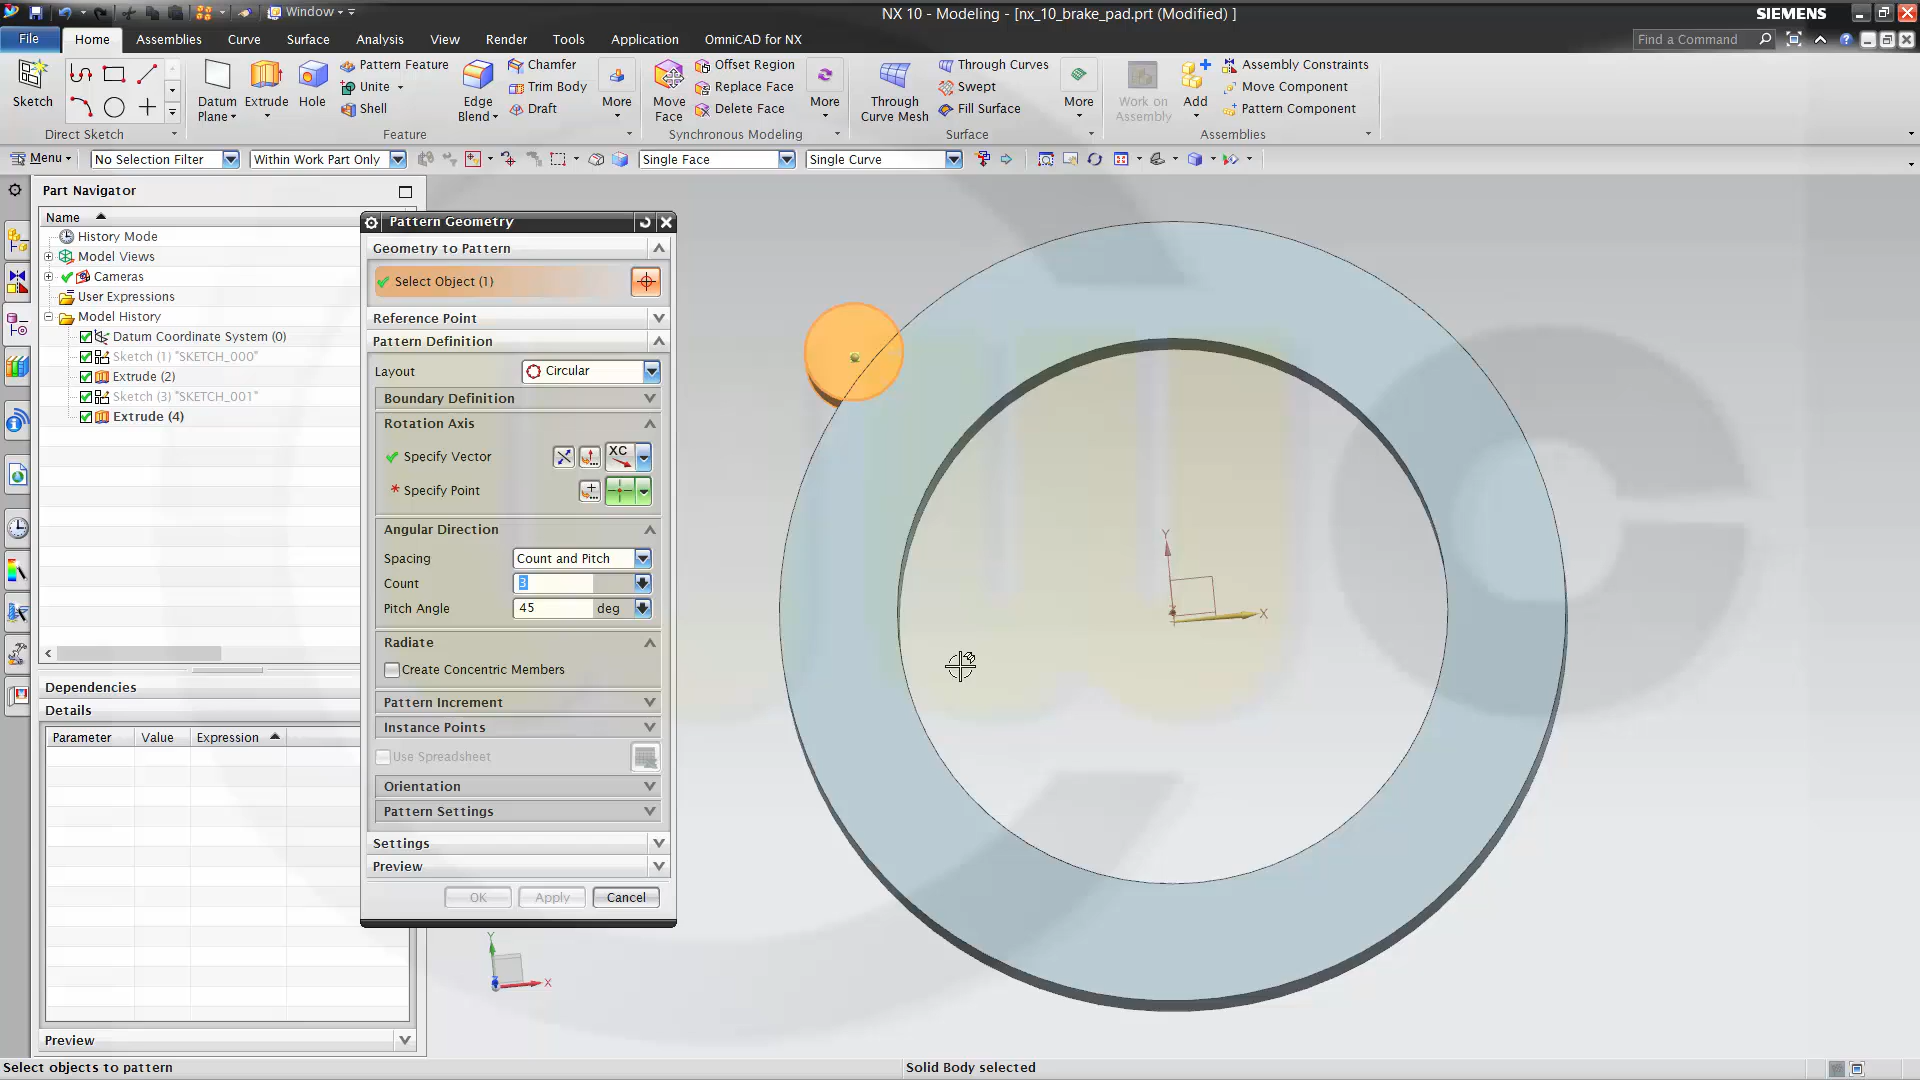 NX 10 - Modeling - [nx_10_brake_pad.prt (Modified) ]
SIEMENS
Window
File
Home
Assemblies
Curve
Surface
Analysis
View
Render
Tools
Application
OmniCAD for NX
Find a Command
Sketch
Direct Sketch
Datum
Plane
Extrude
Hole
Pattern Feature
Unite
Shell
Edge
Blend
Chamfer
Trim Body
Draft
More
Feature
Move
Face
Offset Region
Replace Face
Delete Face
More
Synchronous Modeling
Through
Curve Mesh
Through Curves
Swept
Fill Surface
More
Surface
Work on
Assembly
Add
Assembly Constraints
Move Component
Pattern Component
Assemblies
Menu
No Selection Filter
Within Work Part Only
Single Face
Single Curve
Part Navigator
Name
History Mode
Model Views
Cameras
User Expressions
Model History
Datum Coordinate System (0)
Sketch (1) "SKETCH_000"
Extrude (2)
Sketch (3) "SKETCH_001"
Extrude (4)
Dependencies
Details
Parameter
Value
Expression
Preview
Pattern Geometry
Geometry to Pattern
Select Object (1)
Reference Point
Pattern Definition
Layout
Circular
Boundary Definition
Rotation Axis
Specify Vector
XC
* Specify Point
Angular Direction
Spacing
Count and Pitch
Count
3
Pitch Angle
45
deg
Radiate
Create Concentric Members
Pattern Increment
Instance Points
Use Spreadsheet
Orientation
Pattern Settings
Settings
Preview
OK
Apply
Cancel
Y
X
Y
X
Select objects to pattern
Solid Body selected